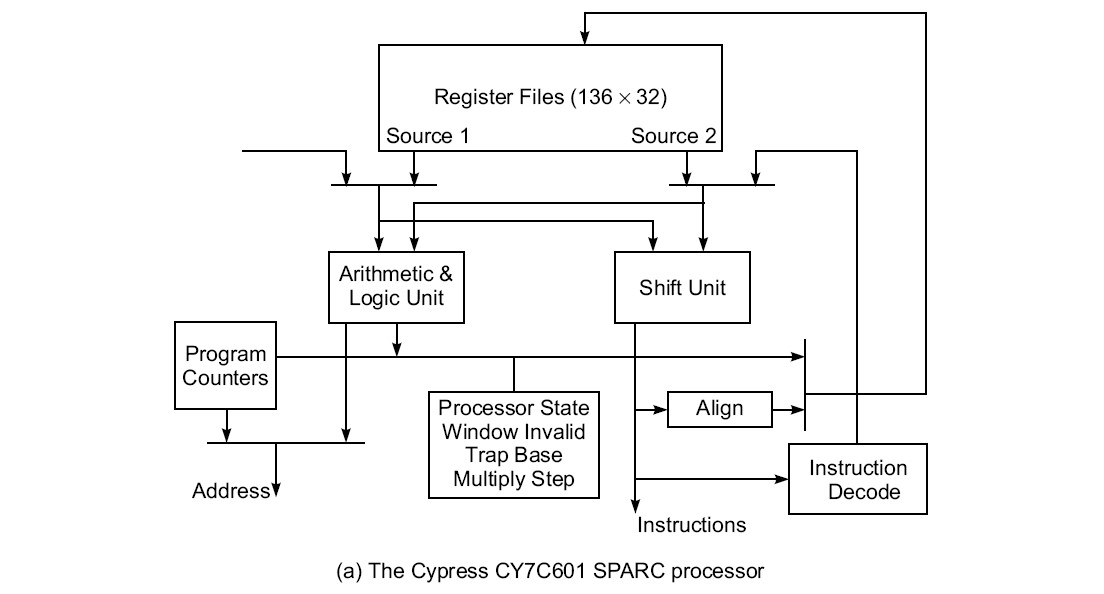 Register Files (136 × 32)
Source 1
Source 2
Arithmetic &
Logic Unit
Shift Unit
Program
Counters
Processor State
Window Invalid
Trap Base
Multiply Step
Align
Instruction
Decode
Address
Instructions
(a) The Cypress CY7C601 SPARC processor